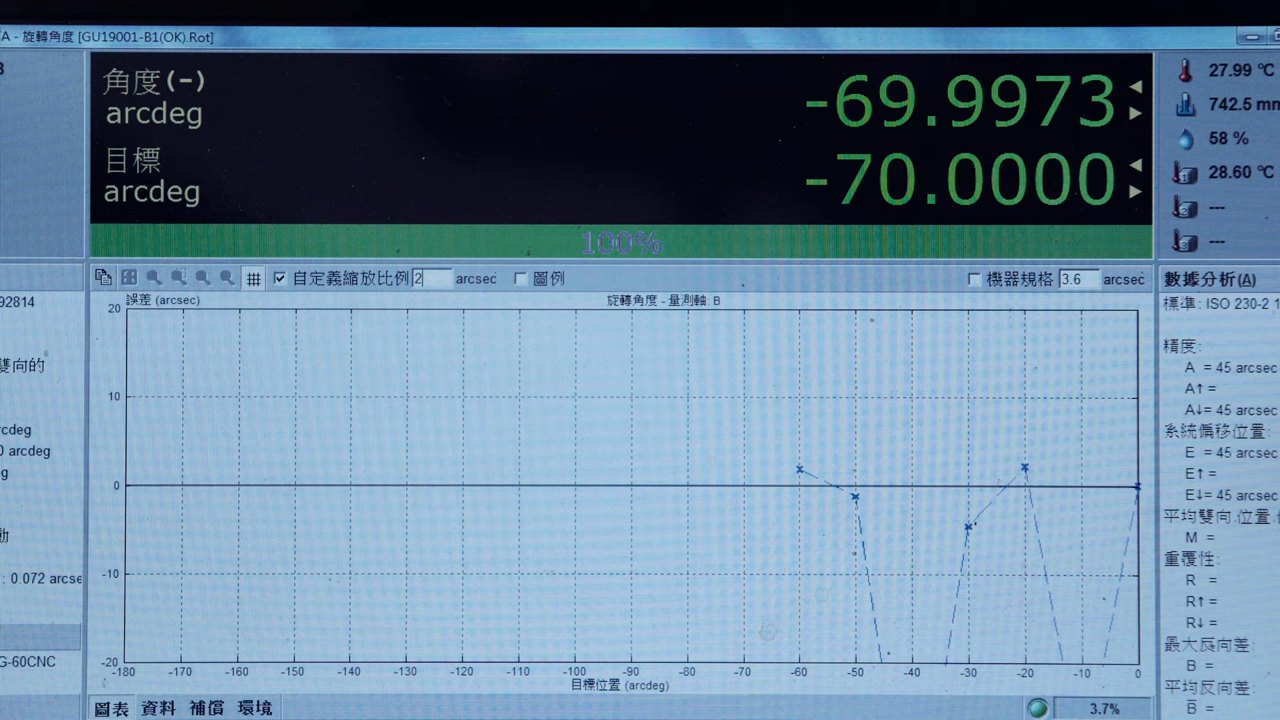 A - 旋轉角度 [GU19001-B1(OK).Rot]
角度(-)
arcdeg
-69.9973
目標
arcdeg
-70.0000
100%
27.99 ℃
742.5 mm
58 %
28.60 ℃
---
---
自定義縮放比例 2 arcsec 圖例
機器規格 3.6 arcsec
誤差 (arcsec)
旋轉角度 - 量測軸: B
20
10
0
-10
-20
-180 -170 -160 -150 -140 -130 -120 -110 -100 -90 -80 -70 -60 -50 -40 -30 -20 -10 0
目標位置 (arcdeg)
92814
雙向的
rcdeg
0 arcdeg
g
動
: 0.072 arcse
G-60CNC
數據分析(A)
標準: ISO 230-2 1
精度:
A = 45 arcsec
A↑ =
A↓= 45 arcsec
系統偏移位置:
E = 45 arcsec
E↑ =
E↓= 45 arcsec
平均雙向 位置
M =
重覆性:
R =
R↑ =
R↓ =
最大反向差:
B =
平均反向差:
B̅ =
圖表 資料 補償 環境
3.7%